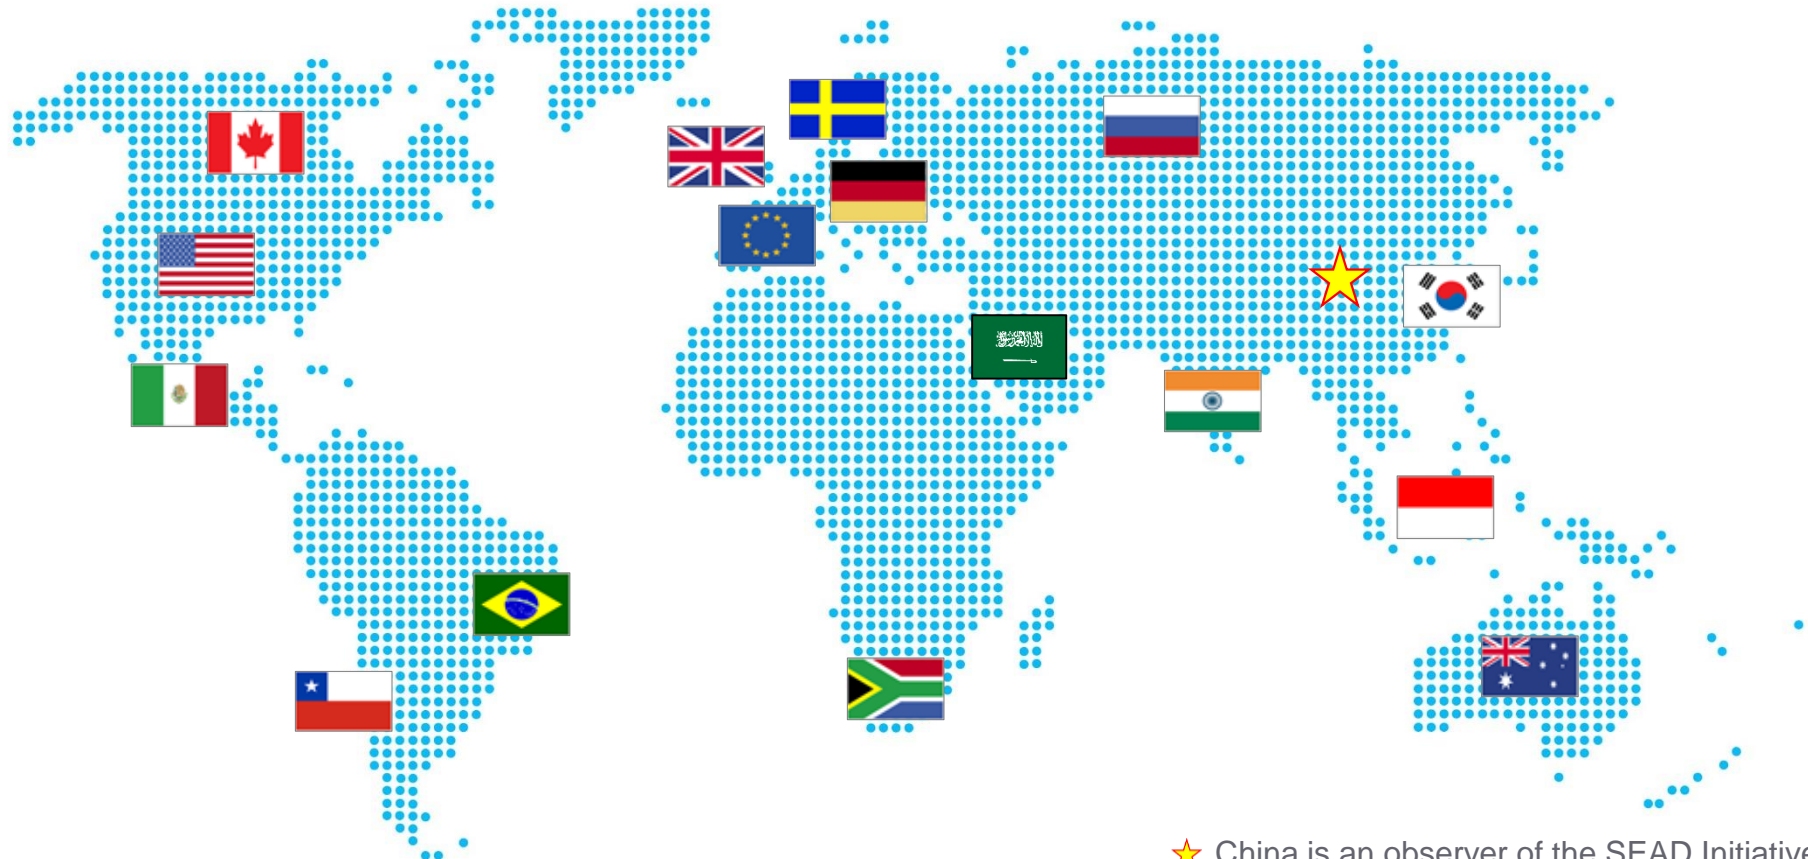 China is an observer of the SEAD Initiative